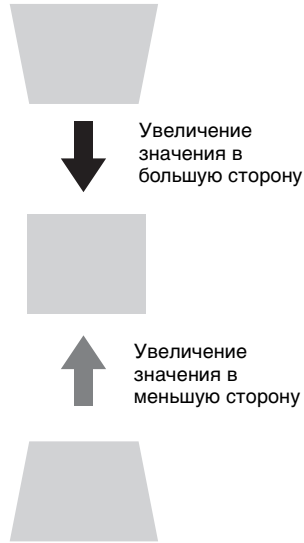 Увеличение
значения в
большую сторону
Увеличение
значения в
меньшую сторону